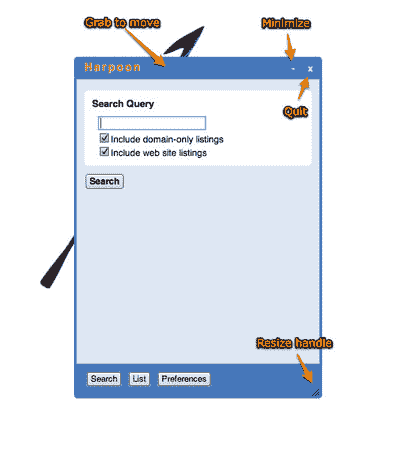 Grab to move
Minimize
Harpoon
- x
Quit
Search Query
Include domain-only listings
Include web site listings
Search
Resize handle
Search List Preferences